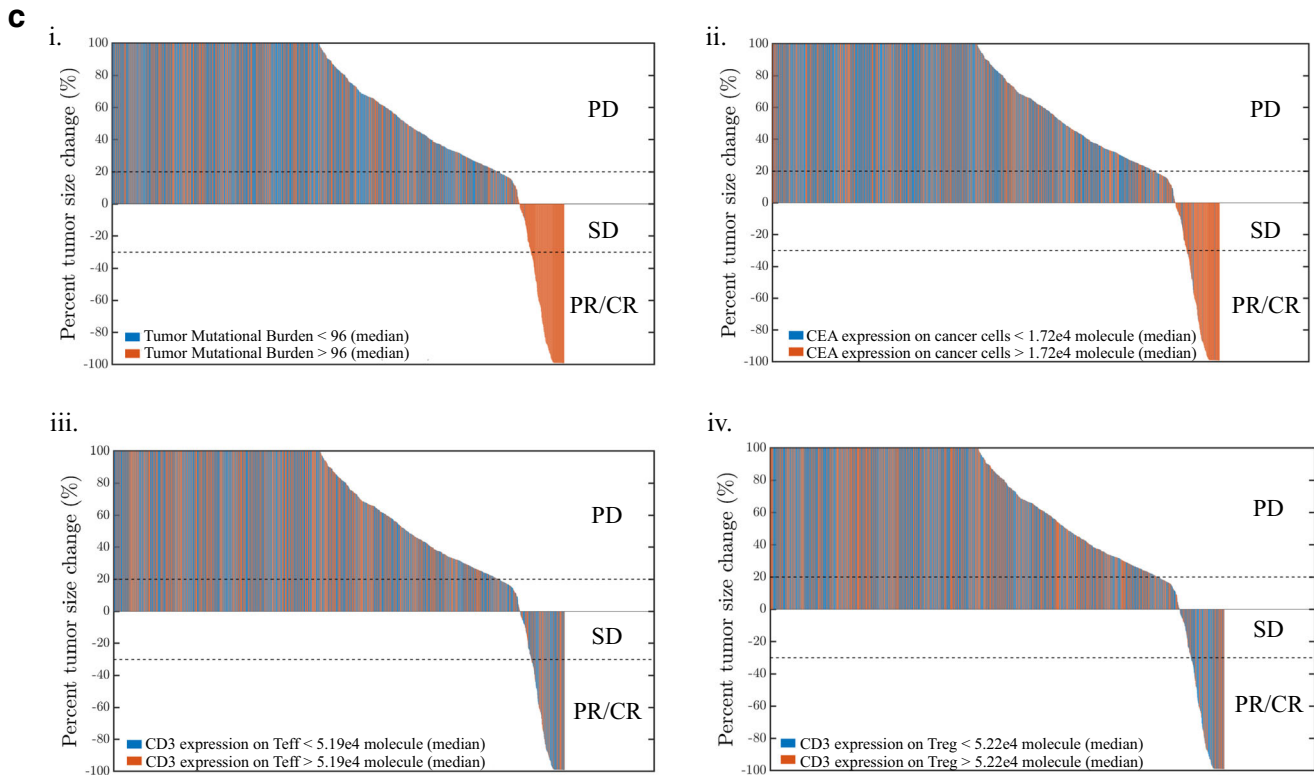 c
i.
Percent tumor size change (%)
100
80
60
40
20
0
-20
-40
-60
-80
-100
PD
SD
PR/CR
Tumor Mutational Burden < 96 (median)
Tumor Mutational Burden > 96 (median)
ii.
Percent tumor size change (%)
100
80
60
40
20
0
-20
-40
-60
-80
-100
PD
SD
PR/CR
CEA expression on cancer cells < 1.72e4 molecule (median)
CEA expression on cancer cells > 1.72e4 molecule (median)
iii.
Percent tumor size change (%)
100
80
60
40
20
0
-20
-40
-60
-80
-100
PD
SD
PR/CR
CD3 expression on Teff < 5.19e4 molecule (median)
CD3 expression on Teff > 5.19e4 molecule (median)
iv.
Percent tumor size change (%)
100
80
60
40
20
0
-20
-40
-60
-80
-100
PD
SD
PR/CR
CD3 expression on Treg < 5.22e4 molecule (median)
CD3 expression on Treg > 5.22e4 molecule (median)